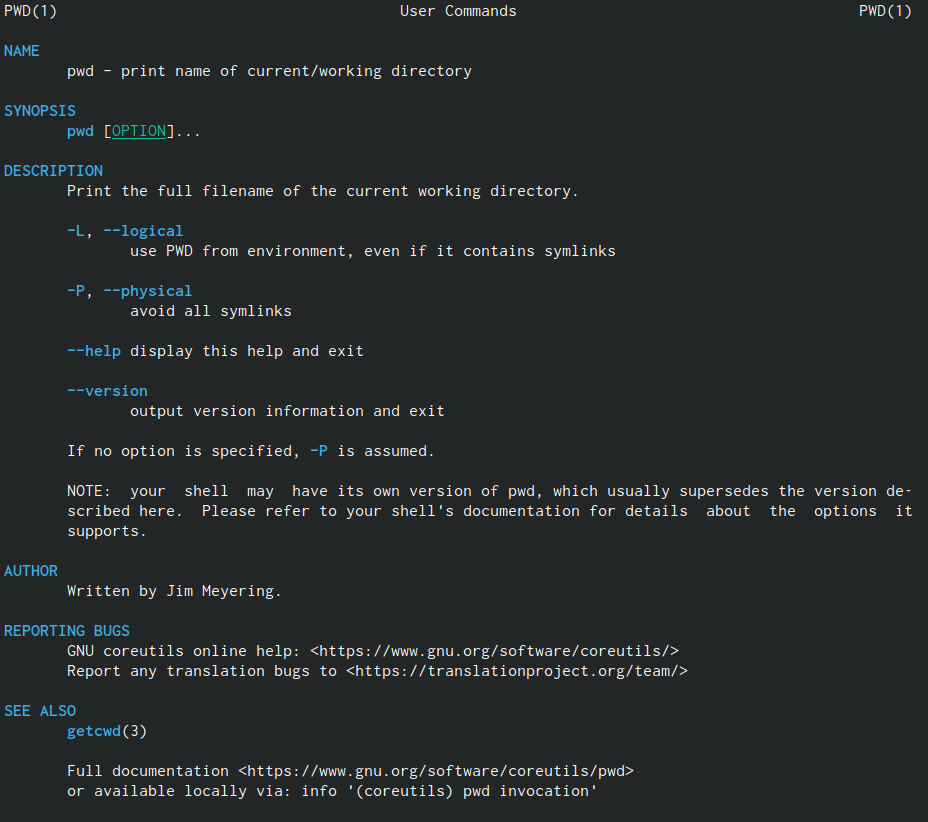 PWD(1) User Commands PWD(1)
NAME
pwd - print name of current/working directory
SYNOPSIS
pwd [OPTION]...
DESCRIPTION
Print the full filename of the current working directory.
-L, --logical
use PWD from environment, even if it contains symlinks
-P, --physical
avoid all symlinks
--help display this help and exit
--version
output version information and exit
If no option is specified, -P is assumed.
NOTE: your shell may have its own version of pwd, which usually supersedes the version de-
scribed here. Please refer to your shell's documentation for details about the options it
supports.
AUTHOR
Written by Jim Meyering.
REPORTING BUGS
GNU coreutils online help: <https://www.gnu.org/software/coreutils/>
Report any translation bugs to <https://translationproject.org/team/>
SEE ALSO
getcwd(3)
Full documentation <https://www.gnu.org/software/coreutils/pwd>
or available locally via: info '(coreutils) pwd invocation'